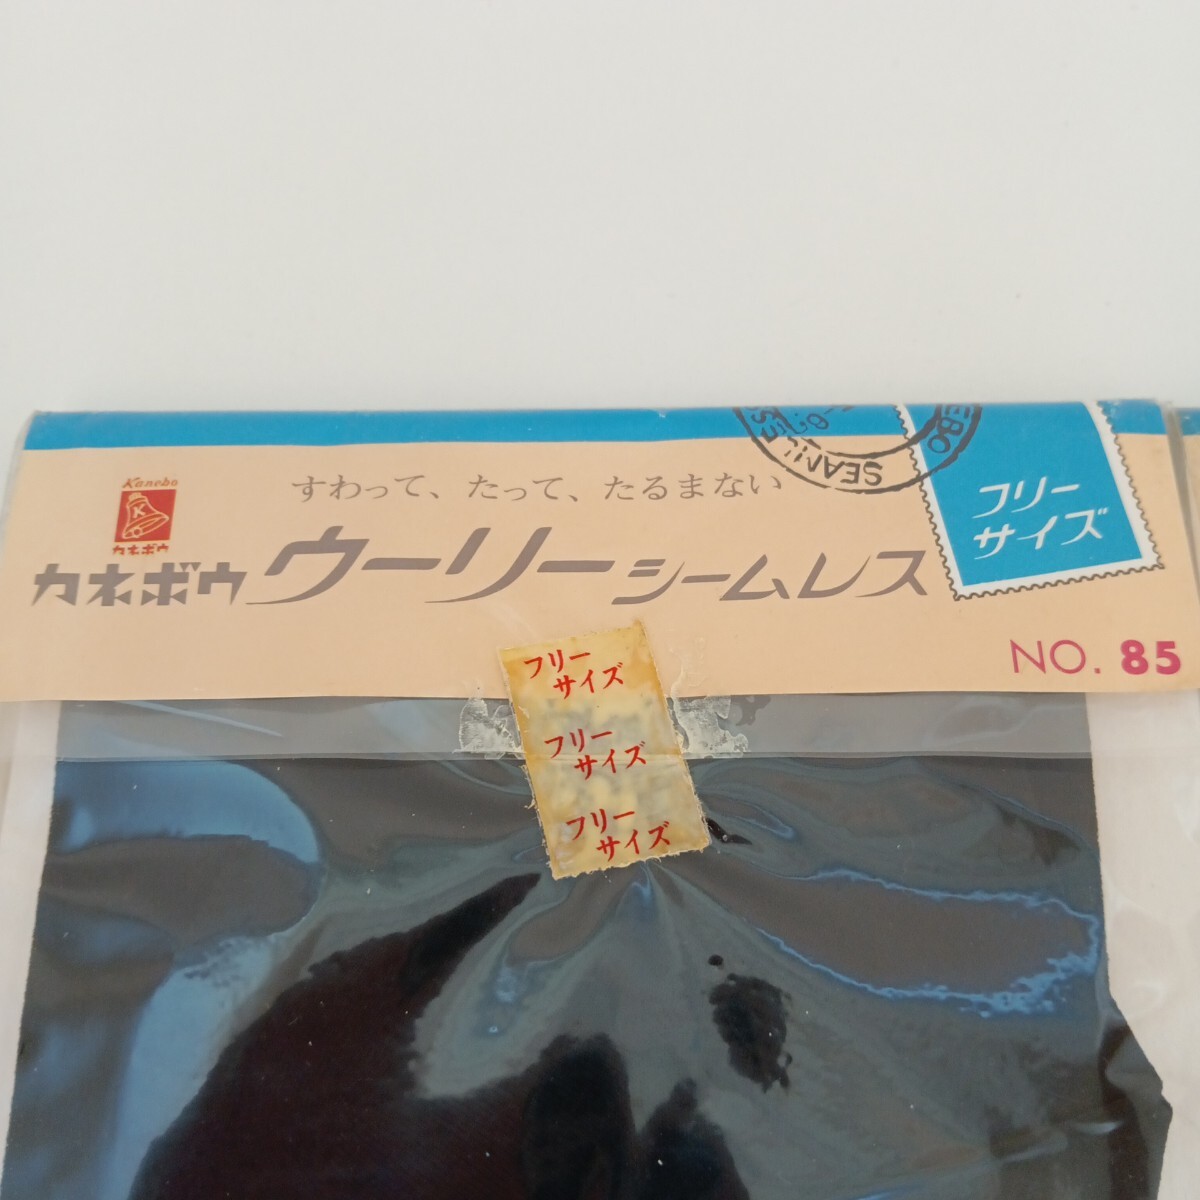 Kanebo
K
カネボウ
すわって、たって、たるまない
カネボウ ウーリー シームレス
SEAM
EBO
フリー
サイズ
NO. 85
フリー
サイズ
フリー
サイズ
フリー
サイズ